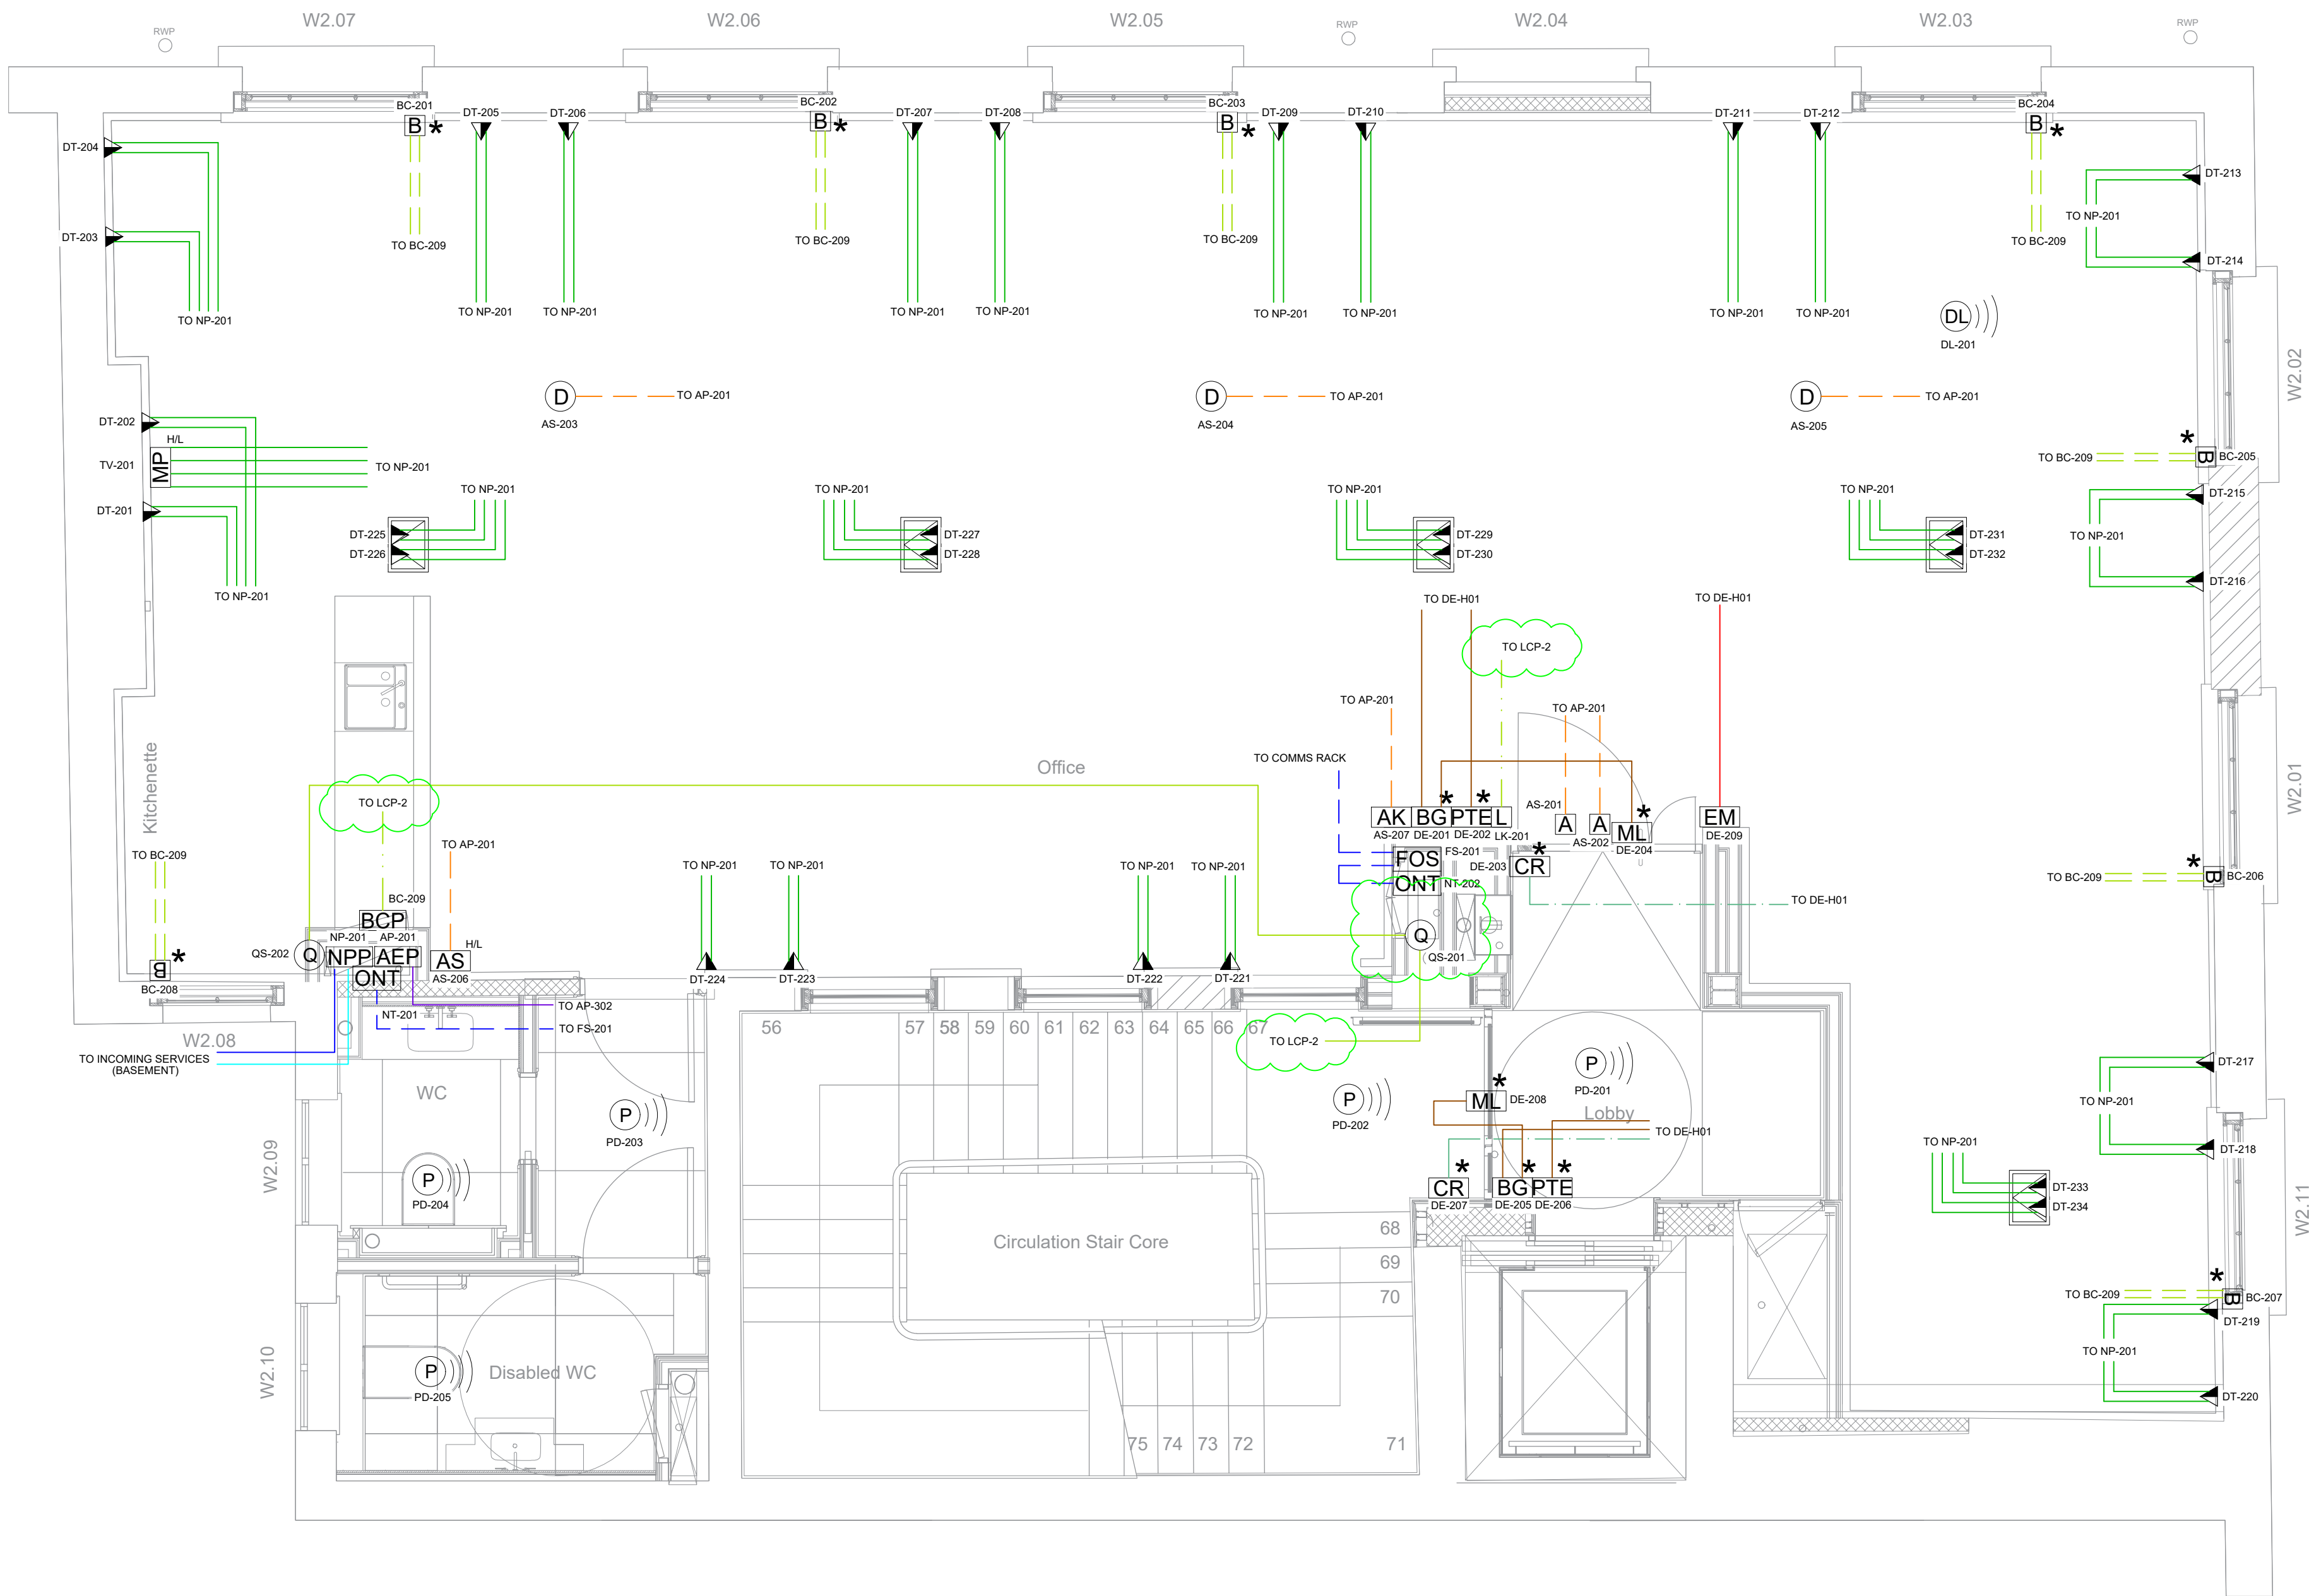 W2.07
W2.06
W2.05
W2.04
W2.03
RWP
RWP
RWP
BC-201
DT-205
DT-206
BC-202
DT-207
DT-208
BC-203
DT-209
DT-210
DT-211
DT-212
BC-204
B *
B *
B *
B *
DT-204
DT-213
TO NP-201
DT-203
TO BC-209
TO BC-209
TO BC-209
TO BC-209
DT-214
TO NP-201
TO NP-201
TO NP-201
TO NP-201
TO NP-201
TO NP-201
TO NP-201
TO NP-201
TO NP-201
DL
DL-201
W2.02
D
TO AP-201
AS-203
D
TO AP-201
AS-204
D
TO AP-201
AS-205
DT-202
H/L
TV-201
MP
TO NP-201
DT-201
*
TO BC-209
B
BC-205
TO NP-201
TO NP-201
TO NP-201
TO NP-201
DT-215
DT-225
DT-226
DT-227
DT-228
DT-229
DT-230
DT-231
DT-232
TO NP-201
DT-216
TO NP-201
TO DE-H01
TO DE-H01
TO LCP-2
TO AP-201
TO AP-201
TO COMMS RACK
Office
W2.01
Kitchenette
TO LCP-2
AS-201
* * *
AK
BG
PTE
L
A
A
ML
EM
AS-207
DE-201
DE-202
LK-201
AS-202
DE-204
DE-209
TO AP-201
TO BC-209
FOS
FS-201
DE-203
*
CR
ONT
NT-202
TO NP-201
TO NP-201
TO NP-201
TO NP-201
*
TO BC-209
B
BC-206
TO DE-H01
BC-209
BCP
NP-201
AP-201
H/L
QS-202
Q
NPP
AEP
AS
ONT
AS-206
Q
QS-201
B
*
BC-208
DT-224
DT-223
DT-222
DT-221
NT-201
TO AP-302
TO FS-201
W2.08
TO INCOMING SERVICES
(BASEMENT)
56
57
58
59
60
61
62
63
64
65
66
67
TO LCP-2
P
PD-201
Lobby
WC
P
PD-203
P
PD-202
*
ML
DE-208
TO DE-H01
DT-217
TO NP-201
DT-218
W2.09
P
PD-204
* * *
CR
BG
PTE
DE-207
DE-205
DE-206
TO NP-201
DT-233
DT-234
W2.11
Circulation Stair Core
68
69
70
*
TO BC-209
B
BC-207
DT-219
TO NP-201
DT-220
W2.10
P
PD-205
Disabled WC
75
74
73
72
71